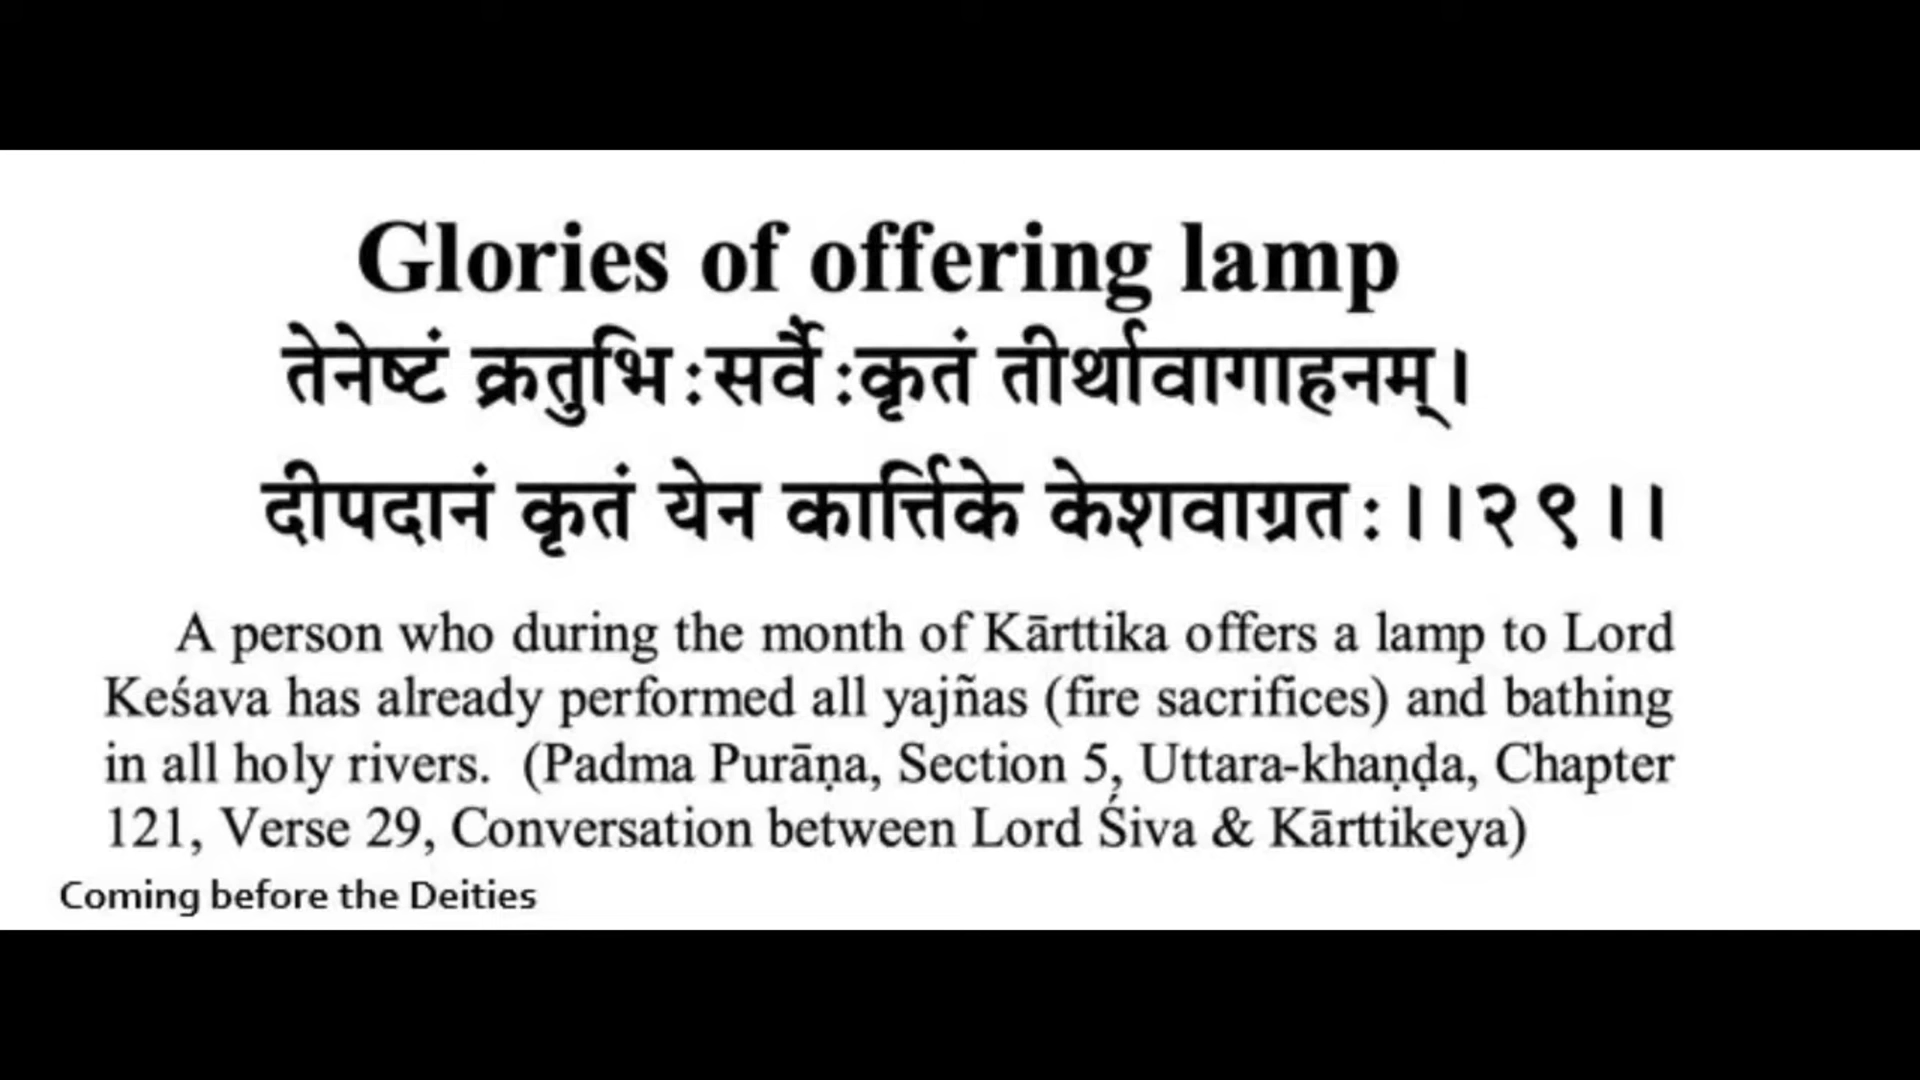 Glories of offering lamp
तेनेष्टं क्रतुभि:सर्वै:कृतं तीर्थावागाहनम्।
दीपदानं कृतं येन कार्त्तिके केशवाग्रत:।।२९।।
A person who during the month of Kārttika offers a lamp to Lord
Keśava has already performed all yajñas (fire sacrifices) and bathing
in all holy rivers. (Padma Purāṇa, Section 5, Uttara-khaṇḍa, Chapter
121, Verse 29, Conversation between Lord Śiva & Kārttikeya)
Coming before the Deities